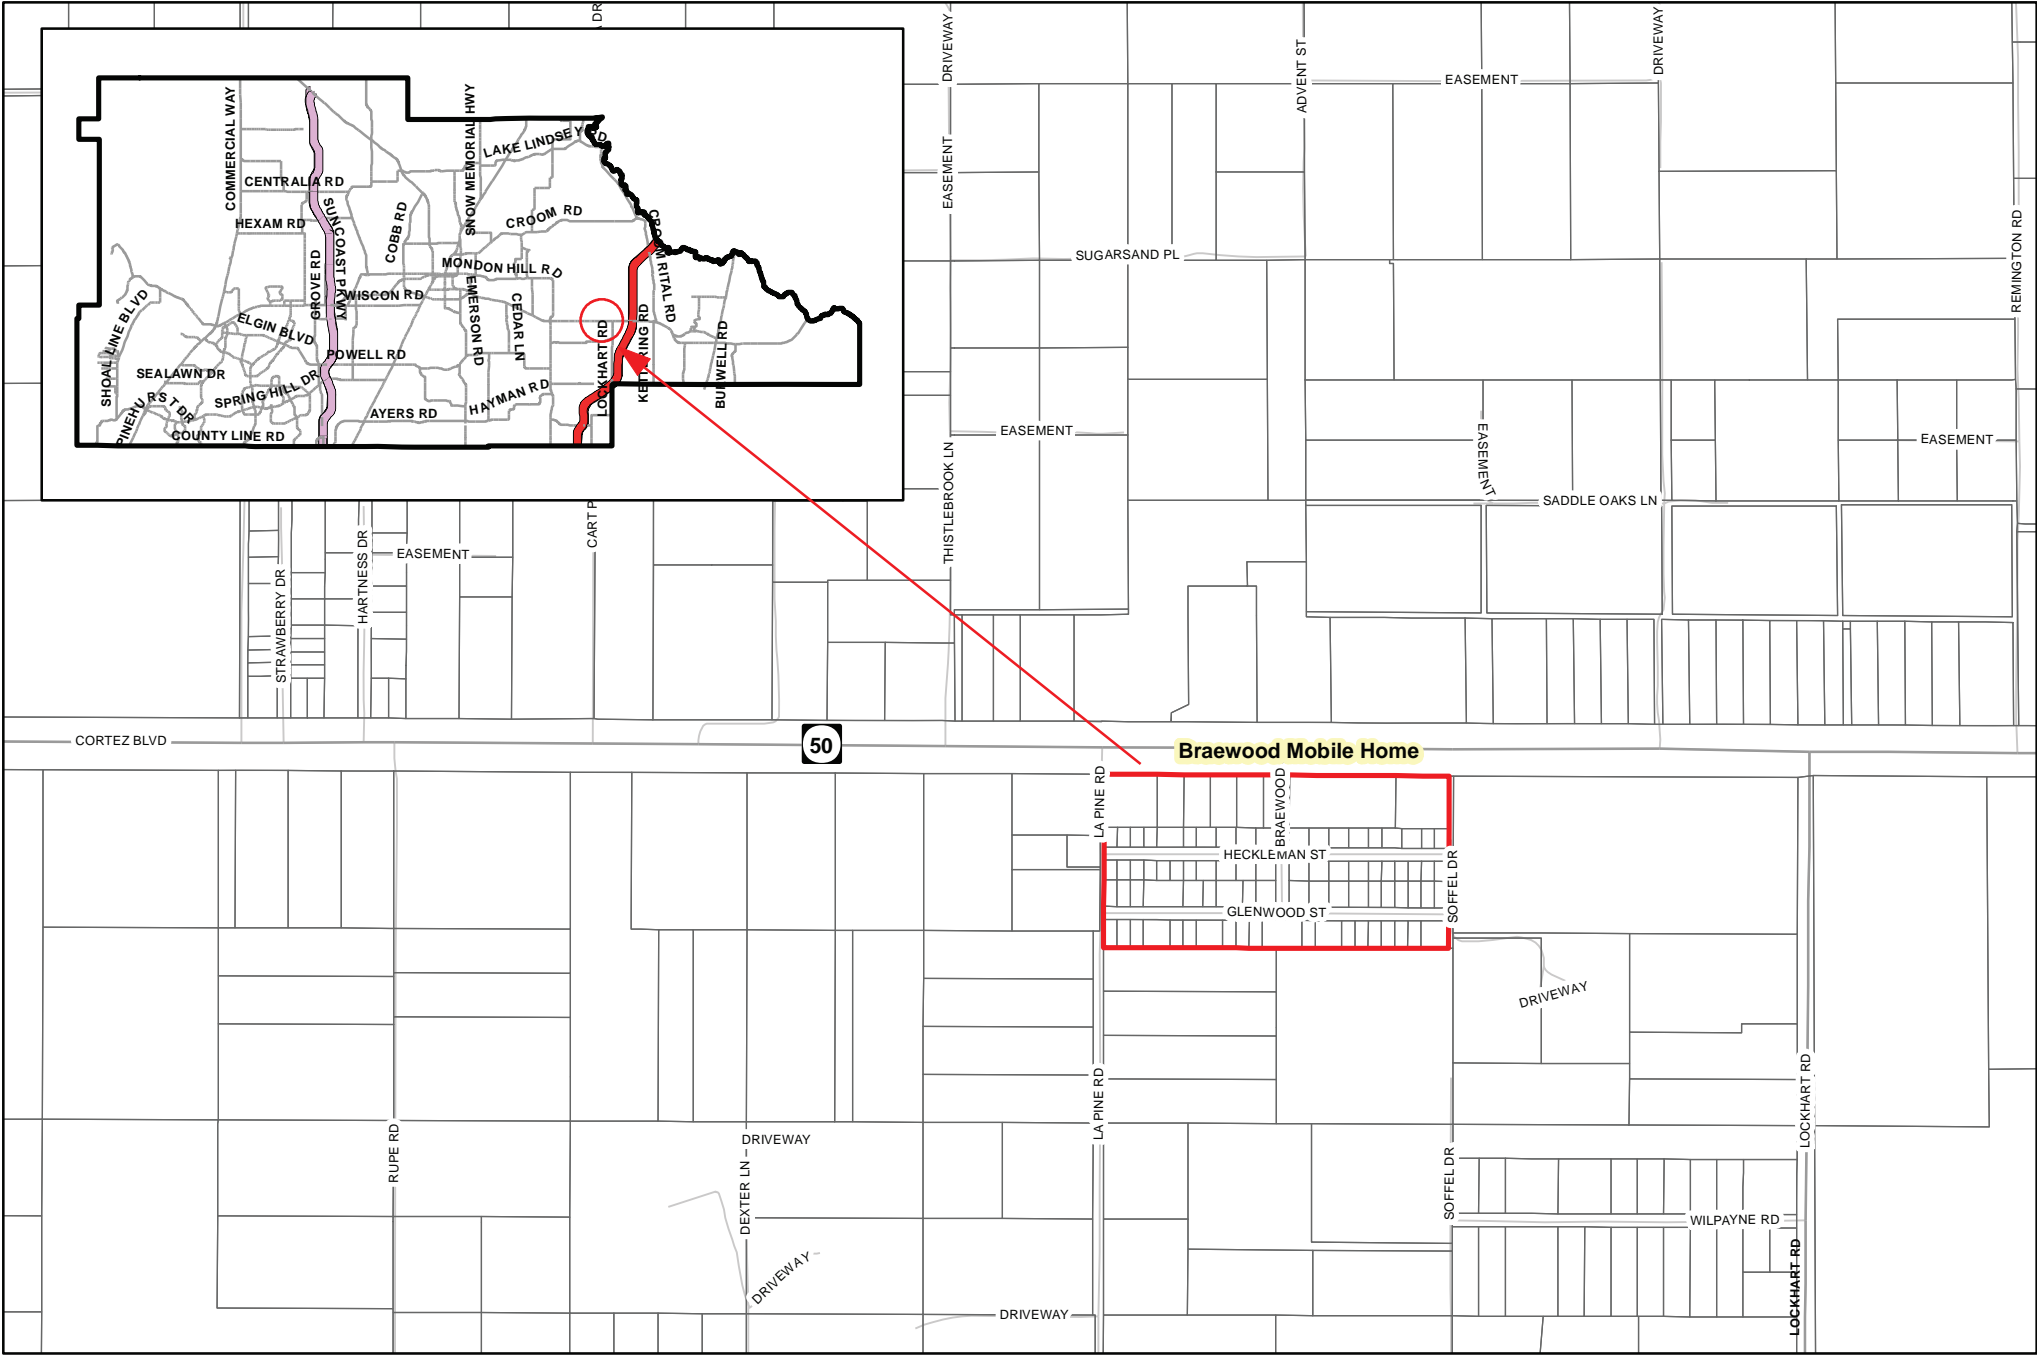 COMMERCIAL WAY
SNOW MEMORIAL HWY
LAKE LINDSEY RD
CENTRALIA RD
HEXAM RD
SUNCOAST PKWY
COBB RD
CROOM RD
CROOM RITAL RD
GROVE RD
MONDON HILL RD
WISCON RD
EMERSON RD
CEDAR LN
SHOAL LINE BLVD
ELGIN BLVD
POWELL RD
LOCKHART RD
KETTERING RD
BURWELL RD
SEALAWN DR
SPRING HILL DR
PINEHURST DR
AYERS RD
HAYMAN RD
COUNTY LINE RD
DRIVEWAY
ADVENT ST
EASEMENT
DRIVEWAY
EASEMENT
SUGARSAND PL
REMINGTON RD
EASEMENT
EASEMENT
EASEMENT
THISTLEBROOK LN
SADDLE OAKS LN
STRAWBERRY DR
HARTNESS DR
EASEMENT
CART P
CORTEZ BLVD
50
Braewood Mobile Home
LA PINE RD
BRAEWOOD
HECKLEMAN ST
GLENWOOD ST
SOFFEL DR
DRIVEWAY
LA PINE RD
LOCKHART RD
RUPE RD
DRIVEWAY
DEXTER LN
SOFFEL DR
WILPAYNE RD
LOCKHART RD
DRIVEWAY
DRIVEWAY